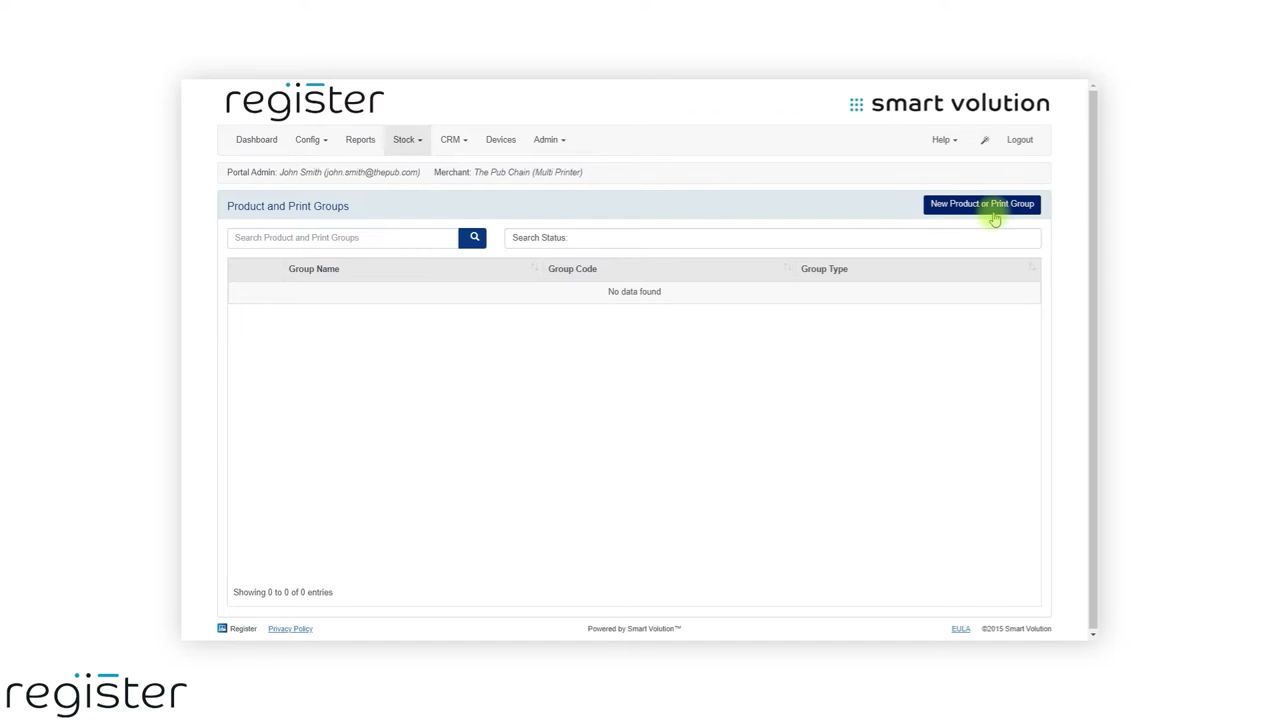 register
smart volution
Dashboard Config Reports Stock CRM Devices Admin Help Logout
Portal Admin: John Smith (john.smith@thepub.com) Merchant: The Pub Chain (Multi Printer)
Product and Print Groups New Product or Print Group
Search Product and Print Groups Search Status:
Group Name Group Code Group Type
No data found
Showing 0 to 0 of 0 entries
Register Privacy Policy Powered by Smart Volution™ EULA ©2015 Smart Volution
register